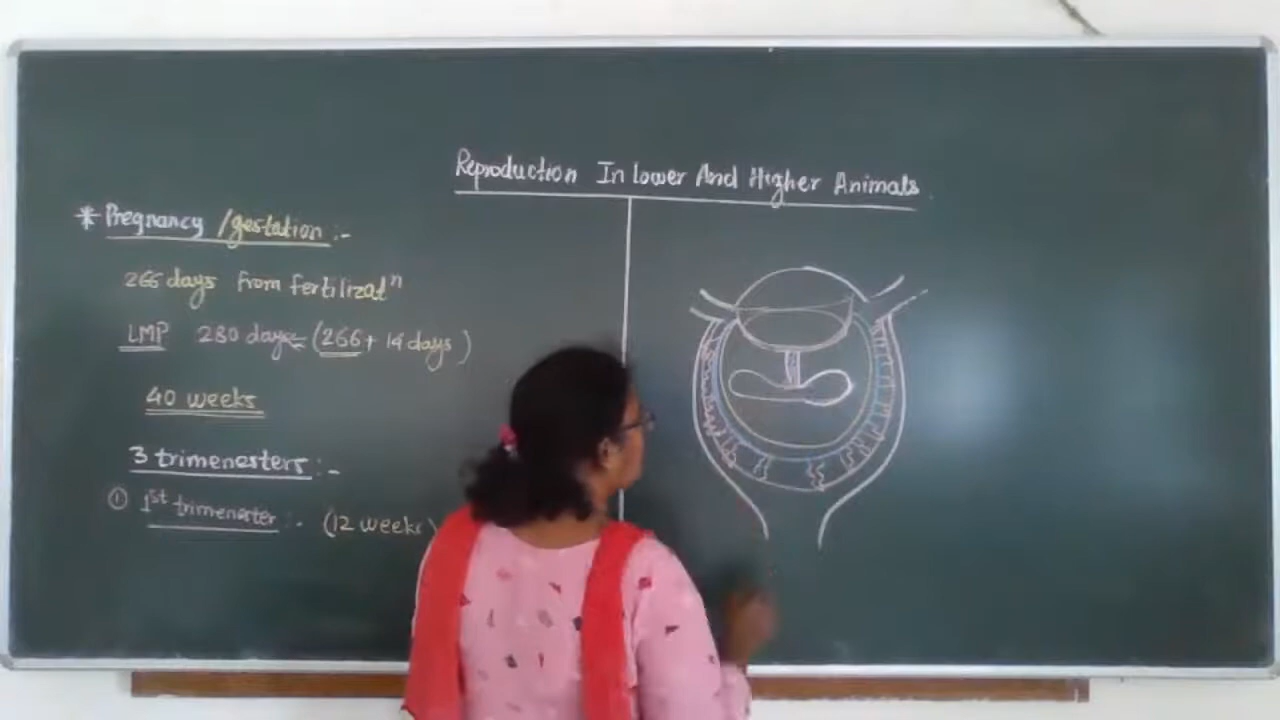 Reproduction In Lower And Higher Animals
* Pregnancy /gestation :-
266 days from fertilizatⁿ
LMP 280 days = (266 + 14 days)
40 weeks
3 trimenesters :-
① 1st trimenester :- (12 weeks)